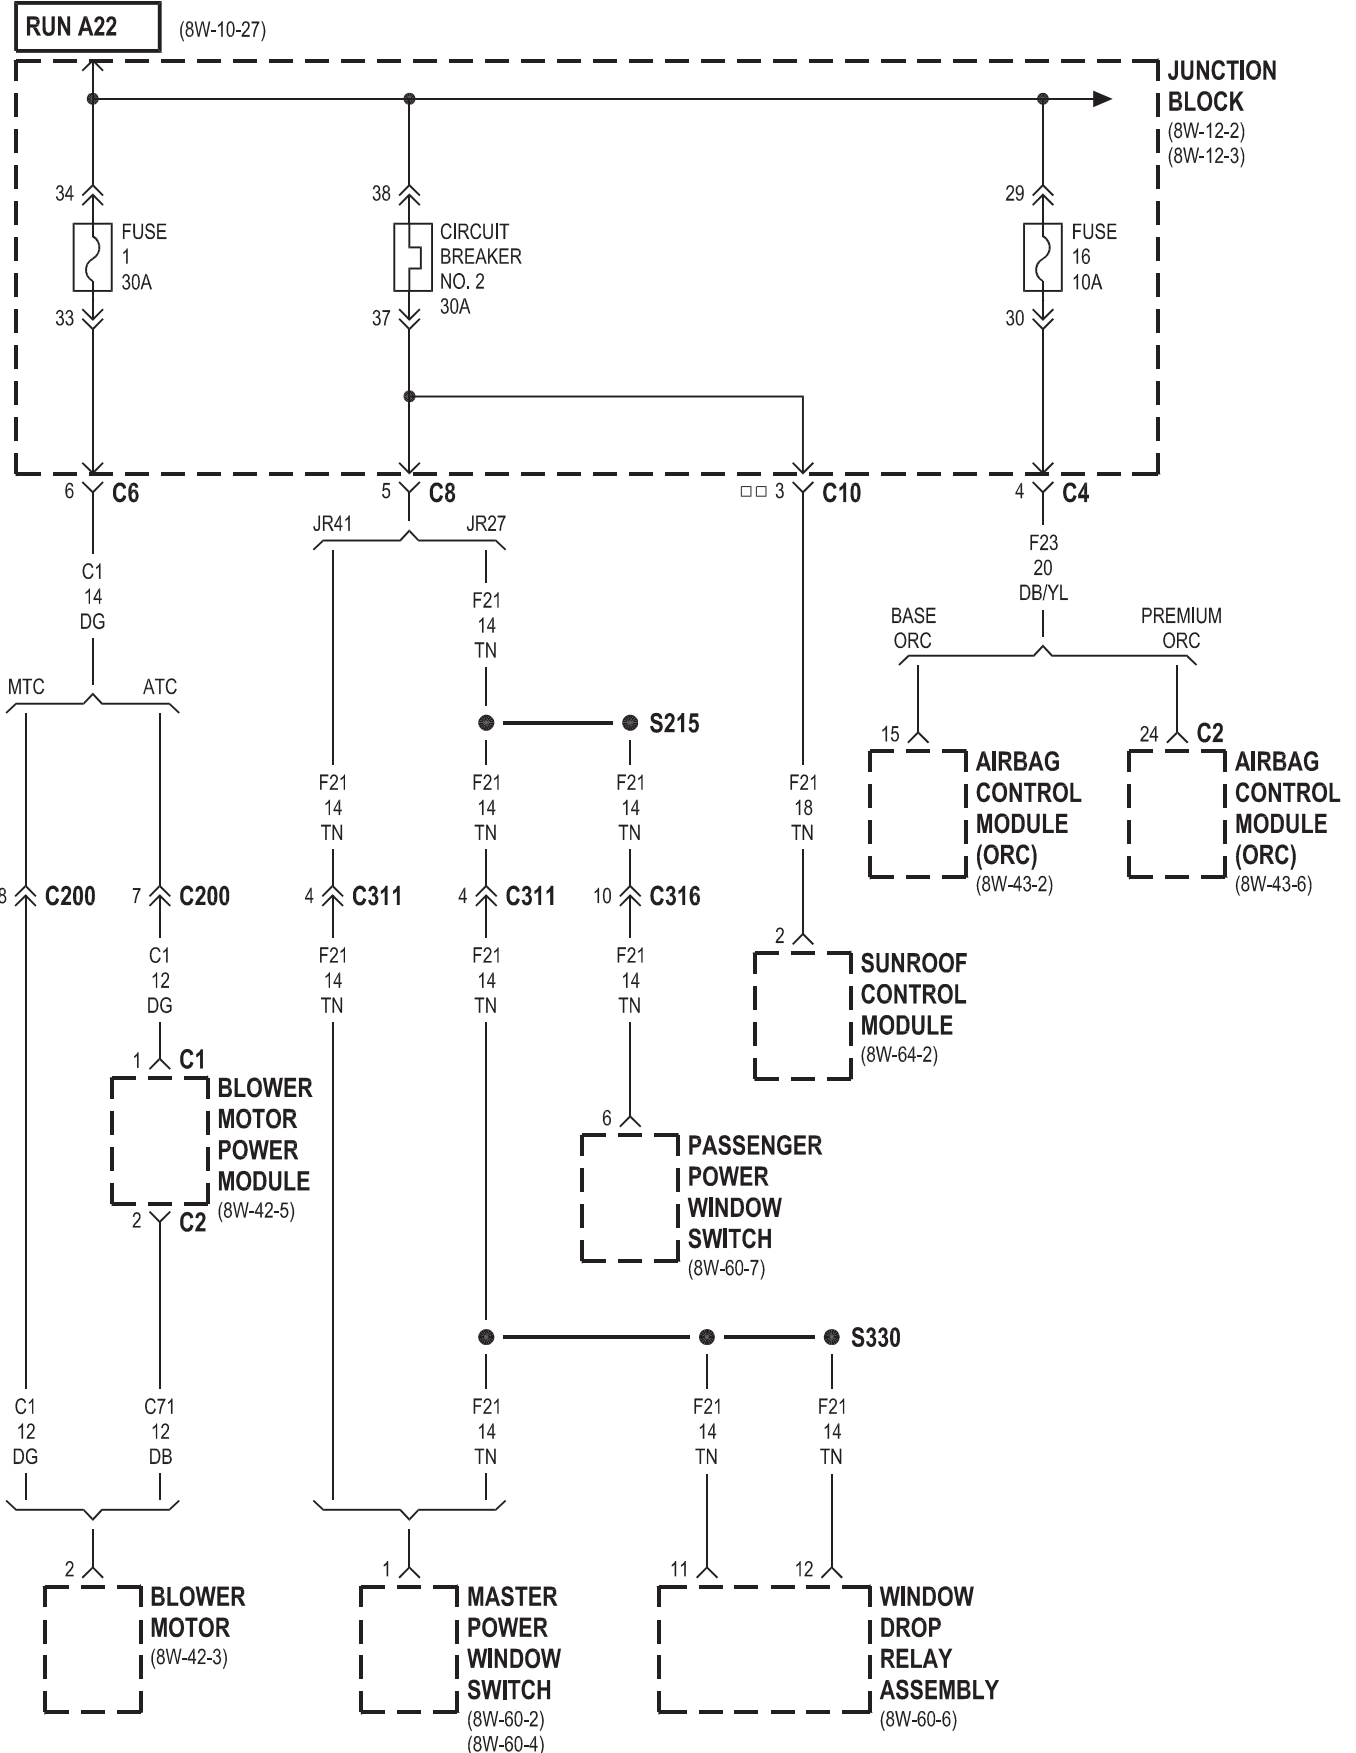 RUN A22
(8W-10-27)
JUNCTION
BLOCK
(8W-12-2)
(8W-12-3)
34
FUSE
1
30A
33
38
CIRCUIT
BREAKER
NO. 2
30A
37
29
FUSE
16
10A
30
6
C6
5
C8
3
C10
4
C4
C1
14
DG
MTC
ATC
JR41
JR27
F21
14
TN
S215
F23
20
DB/YL
BASE
ORC
PREMIUM
ORC
15
AIRBAG
CONTROL
MODULE
(ORC)
(8W-43-2)
24
C2
AIRBAG
CONTROL
MODULE
(ORC)
(8W-43-6)
F21
14
TN
F21
14
TN
F21
14
TN
F21
18
TN
8
C200
7
C200
4
C311
4
C311
10
C316
C1
12
DG
F21
14
TN
F21
14
TN
F21
14
TN
2
SUNROOF
CONTROL
MODULE
(8W-64-2)
1
C1
BLOWER
MOTOR
POWER
MODULE
(8W-42-5)
2
C2
6
PASSENGER
POWER
WINDOW
SWITCH
(8W-60-7)
S330
C1
12
DG
C71
12
DB
F21
14
TN
F21
14
TN
F21
14
TN
2
BLOWER
MOTOR
(8W-42-3)
1
MASTER
POWER
WINDOW
SWITCH
(8W-60-2)
(8W-60-4)
11
12
WINDOW
DROP
RELAY
ASSEMBLY
(8W-60-6)